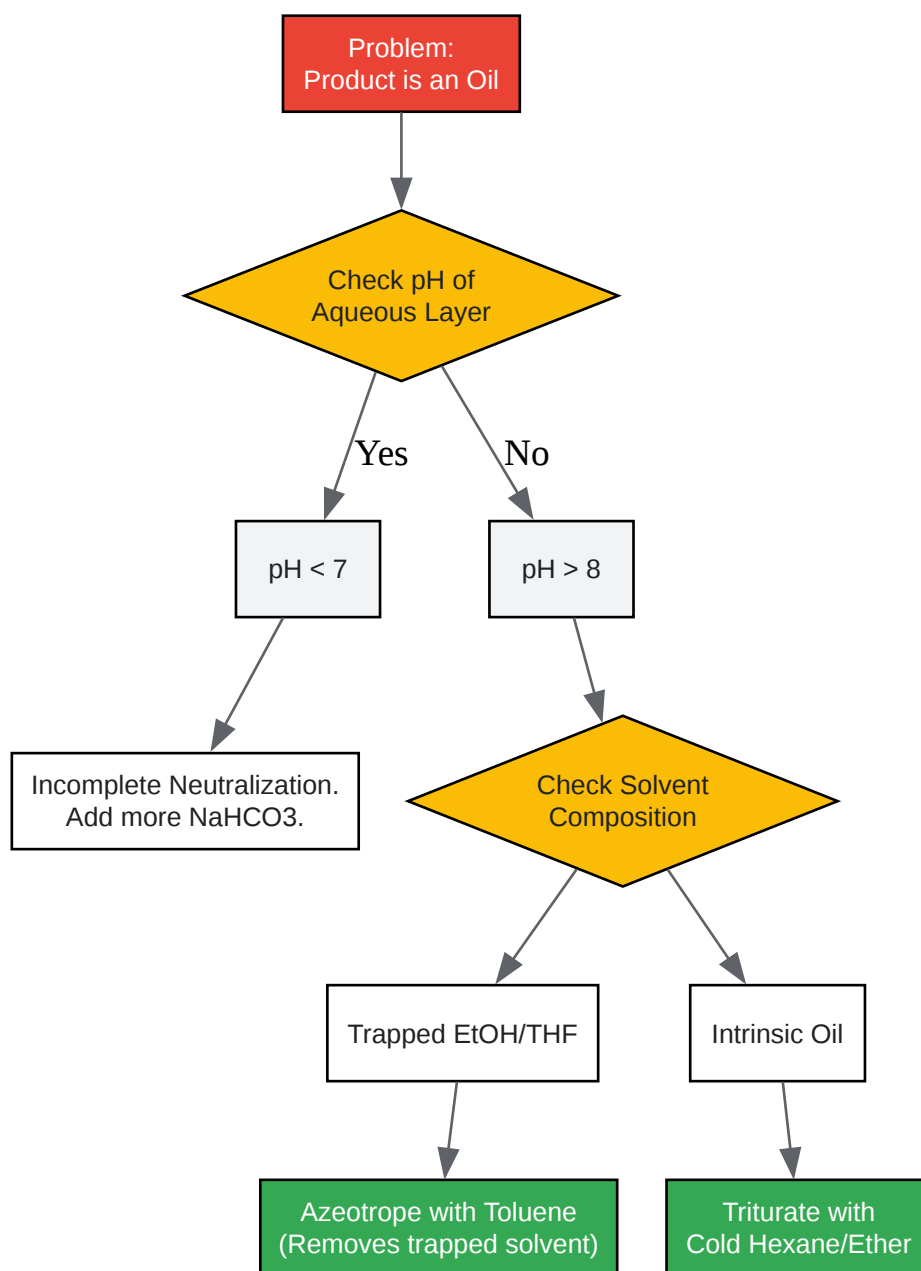 Problem:
Product is an Oil
Check pH of
Aqueous Layer
Yes
No
pH < 7
pH > 8
Incomplete Neutralization.
Add more NaHCO3.
Check Solvent
Composition
Trapped EtOH/THF
Intrinsic Oil
Azeotrope with Toluene
(Removes trapped solvent)
Triturate with
Cold Hexane/Ether